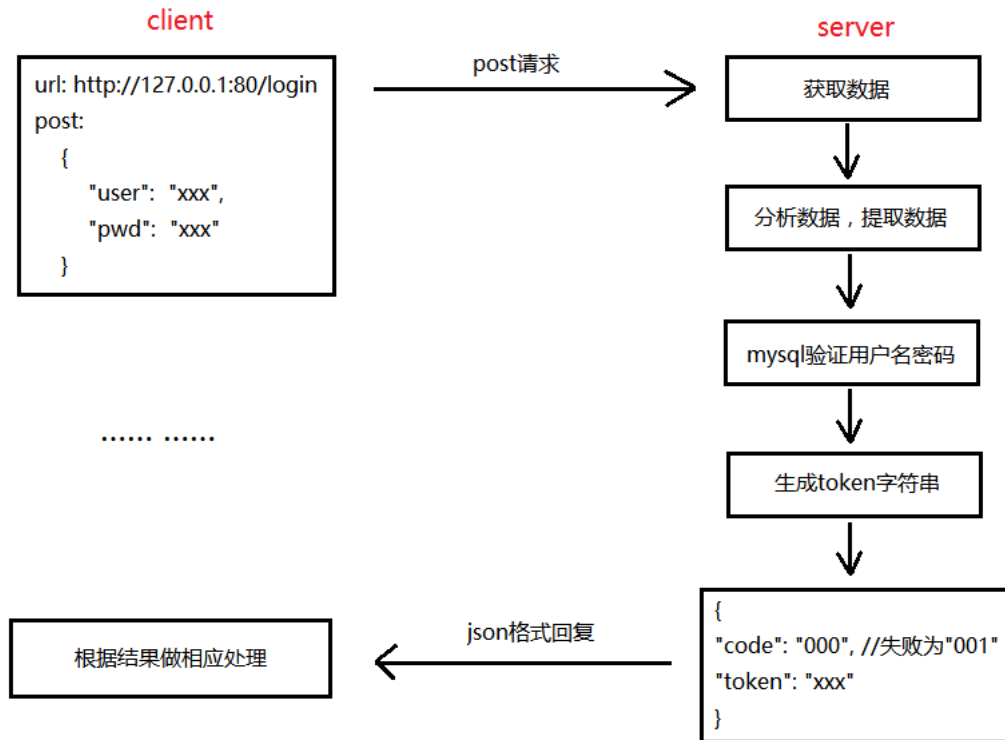 client
server
url: http://127.0.0.1:80/login
post:
{
"user": "xxx",
"pwd": "xxx"
}
post请求
获取数据
分析数据，提取数据
mysql验证用户名密码
...... ......
生成token字符串
{
"code": "000", //失败为"001"
"token": "xxx"
}
json格式回复
根据结果做相应处理